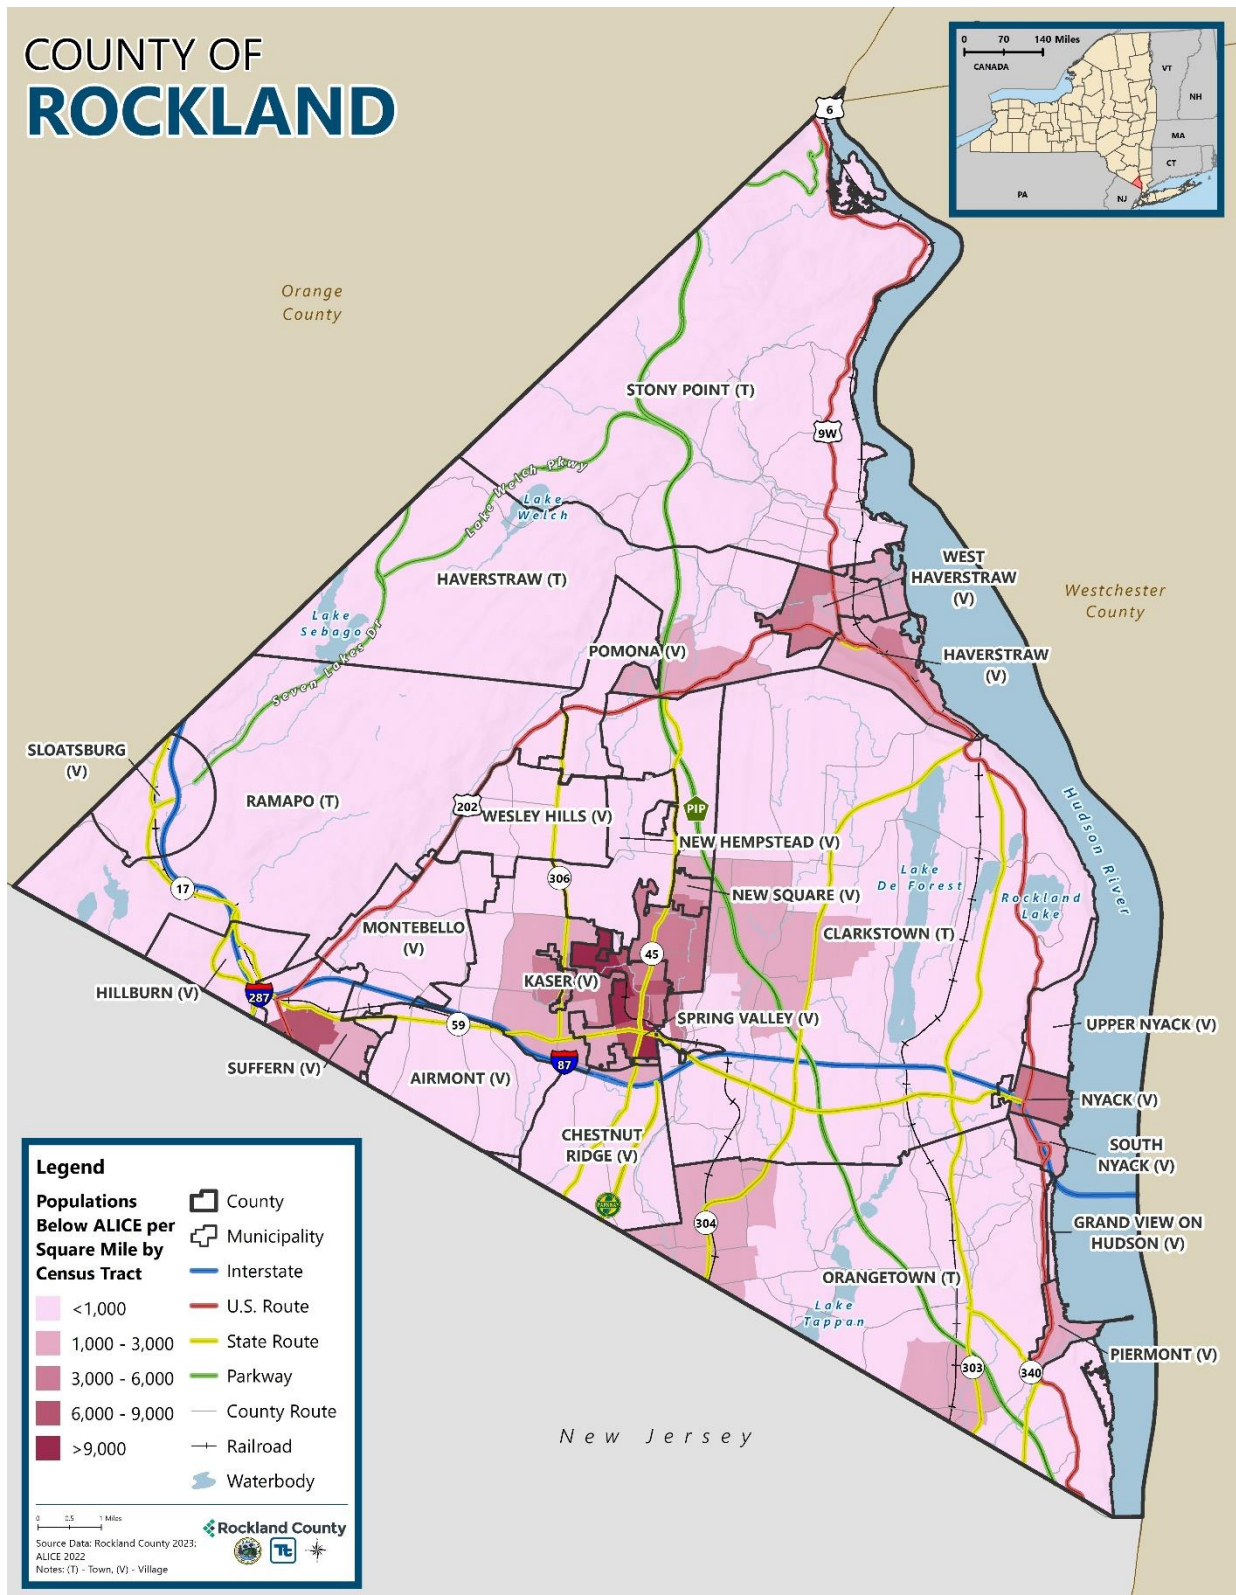 COUNTY OF
ROCKLAND
0 70 140 Miles
CANADA
VT
NH
MA
CT
PA
NJ
6
Orange
County
STONY POINT (T)
9W
Lake Welch Pkwy
Lake
Welch
WEST
HAVERSTRAW
(V)
HAVERSTRAW (T)
Westchester
County
Lake
Sebago
Seven Lakes Dr
POMONA (V)
HAVERSTRAW
(V)
SLOATSBURG
(V)
RAMAPO (T)
202
WESLEY HILLS (V)
PIP
Hudson River
NEW HEMPSTEAD (V)
17
306
Lake
De Forest
NEW SQUARE (V)
Rockland
Lake
MONTEBELLO
(V)
CLARKSTOWN (T)
45
KASER (V)
HILLBURN (V)
287
59
SPRING VALLEY (V)
UPPER NYACK (V)
SUFFERN (V)
87
AIRMONT (V)
NYACK (V)
CHESTNUT
RIDGE (V)
SOUTH
NYACK (V)
304
GRAND VIEW ON
HUDSON (V)
ORANGETOWN (T)
Lake
Tappan
PIERMONT (V)
303
340
New Jersey
Legend
Populations
Below ALICE per
Square Mile by
Census Tract
<1,000
1,000 - 3,000
3,000 - 6,000
6,000 - 9,000
>9,000
County
Municipality
Interstate
U.S. Route
State Route
Parkway
County Route
Railroad
Waterbody
0 0.5 1 Miles
Rockland County
Source Data: Rockland County 2023;
ALICE 2022
Notes: (T) - Town, (V) - Village